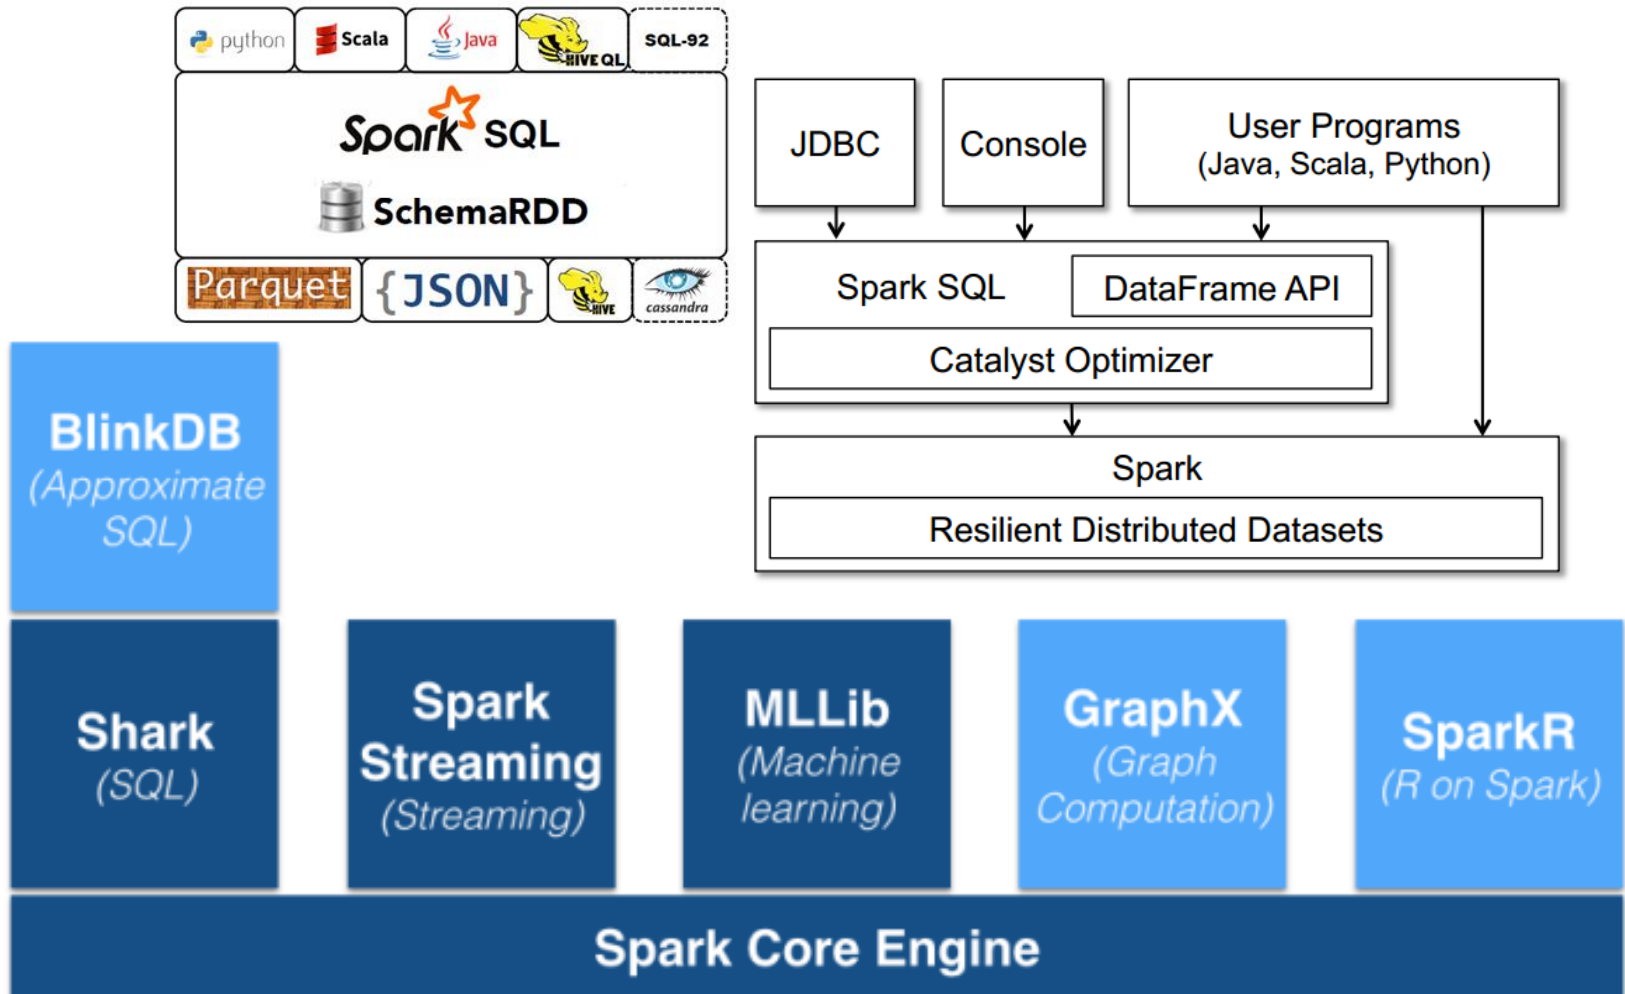 python
Scala
Java
HIVE QL
SQL-92
Spark SQL
SchemaRDD
Parquet
{JSON}
HIVE
cassandra
JDBC
Console
User Programs
(Java, Scala, Python)
Spark SQL
DataFrame API
Catalyst Optimizer
Spark
Resilient Distributed Datasets
BlinkDB
(Approximate
SQL)
Shark
(SQL)
Spark
Streaming
(Streaming)
MLLib
(Machine
learning)
GraphX
(Graph
Computation)
SparkR
(R on Spark)
Spark Core Engine